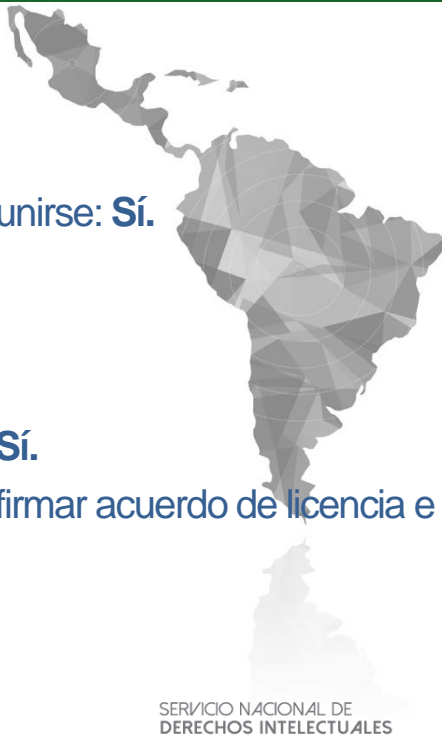 unirse: Sí.
Sí.
firmar acuerdo de licencia e
SERVICIO NACIONAL DE
DERECHOS INTELECTUALES